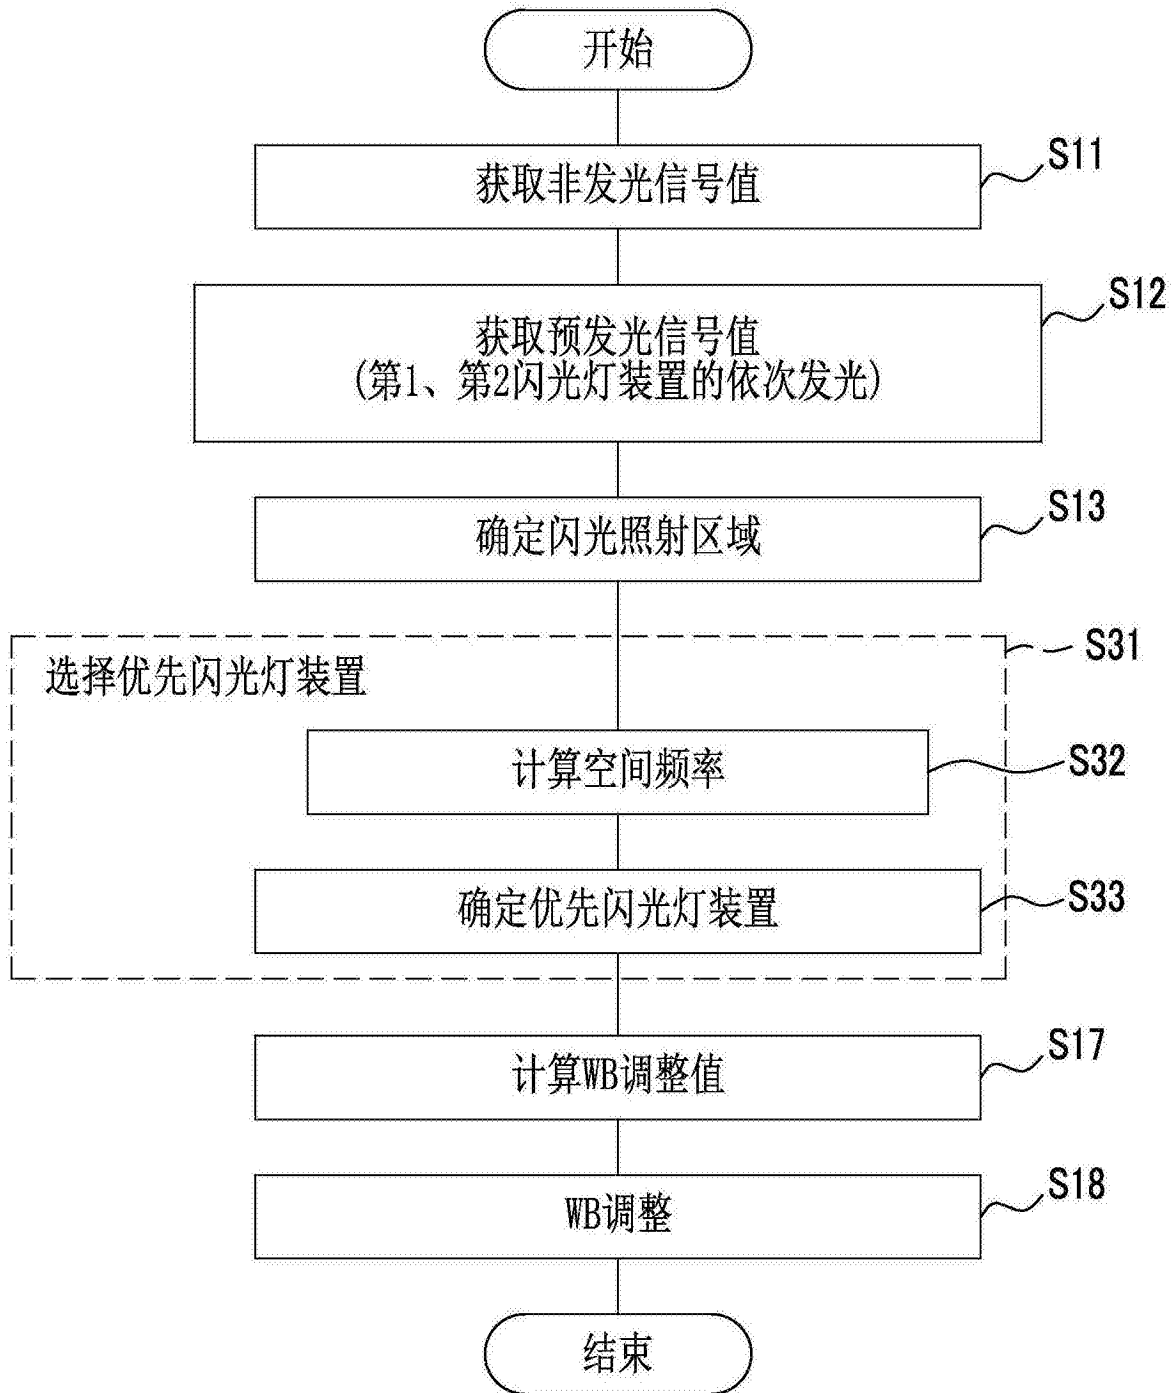 开始
获取非发光信号值
S11
获取预发光信号值
(第1、第2闪光灯装置的依次发光)
S12
确定闪光照射区域
S13
选择优先闪光灯装置
S31
计算空间频率
S32
确定优先闪光灯装置
S33
计算WB调整值
S17
WB调整
S18
结束